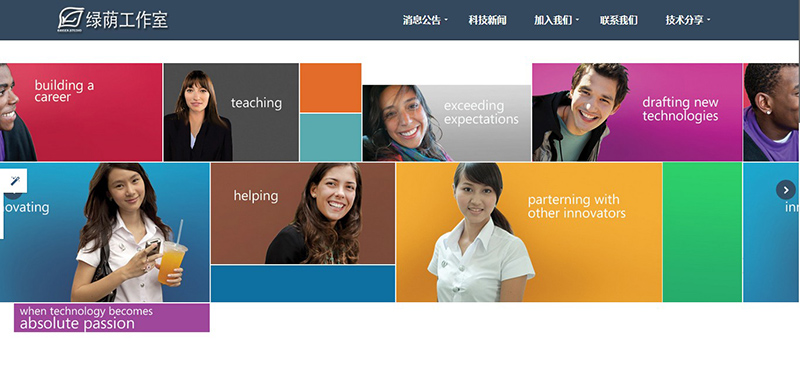 绿荫工作室
消息公告
科技新闻
加入我们
联系我们
技术分享
building a
career
teaching
exceeding
expectations
drafting new
technologies
ovating
helping
parterning with
other innovators
inn
when technology becomes
absolute passion